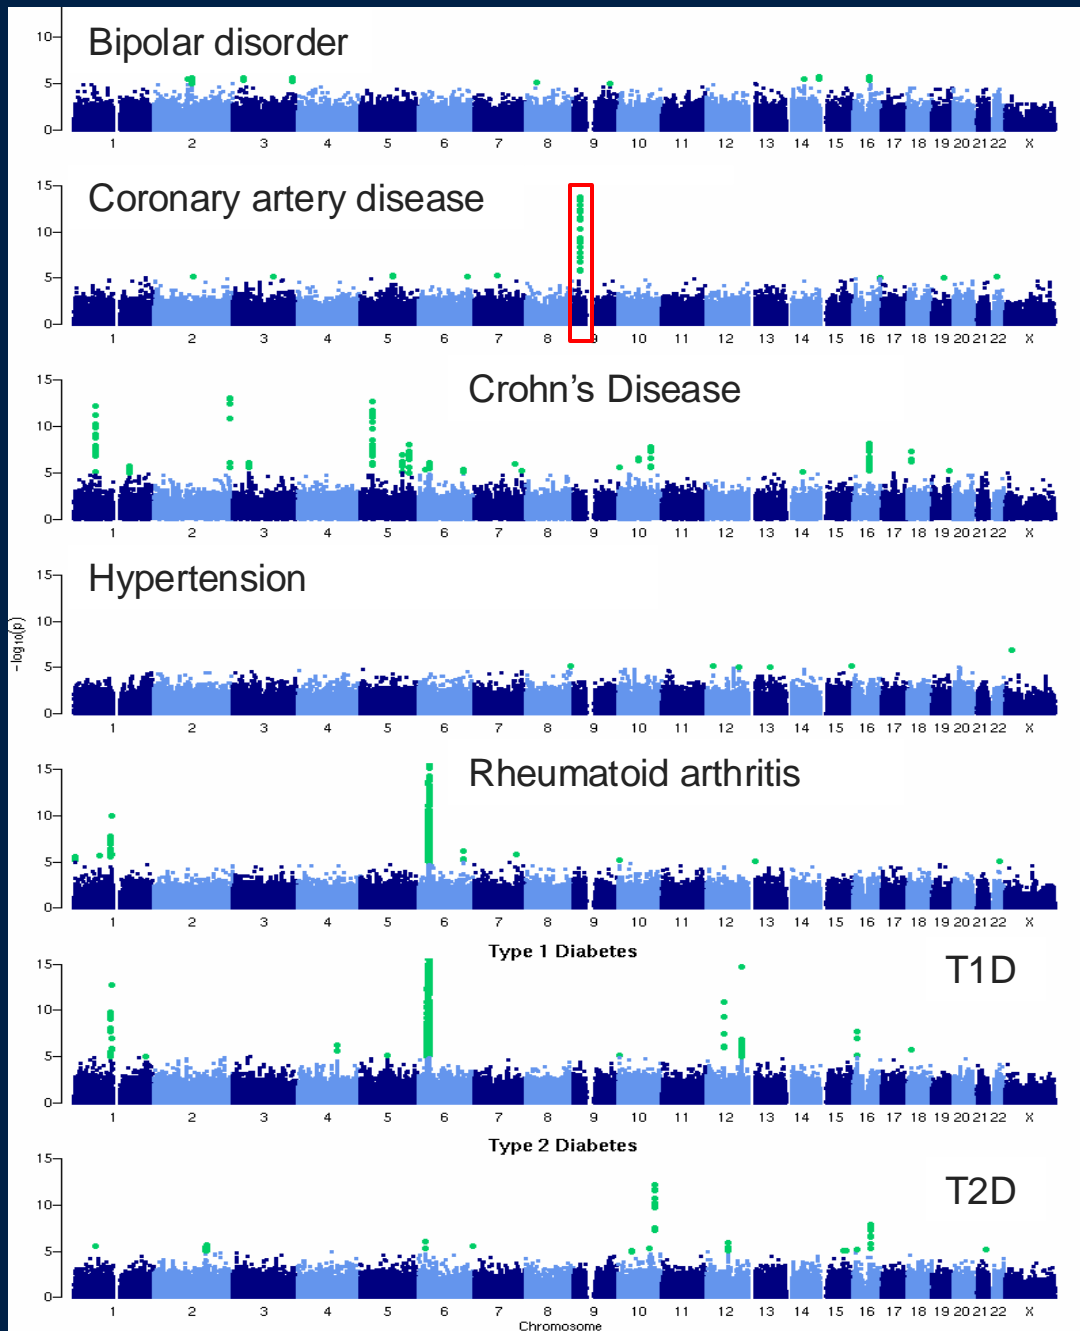 Bipolar disorder
10
5
0
1 2 3 4 5 6 7 8 9 10 11 12 13 14 15 16 17 18 19 20 21 22 X
Coronary artery disease
15
10
5
0
1 2 3 4 5 6 7 8 9 10 11 12 13 14 15 16 17 18 19 20 21 22 X
Crohn’s Disease
15
10
5
0
1 2 3 4 5 6 7 8 9 10 11 12 13 14 15 16 17 18 19 20 21 22 X
Hypertension
15
10
5
0
-log10(p)
1 2 3 4 5 6 7 8 9 10 11 12 13 14 15 16 17 18 19 20 21 22 X
Rheumatoid arthritis
15
10
5
0
1 2 3 4 5 6 7 8 9 10 11 12 13 14 15 16 17 18 19 20 21 22 X
Type 1 Diabetes
T1D
15
10
5
0
1 2 3 4 5 6 7 8 9 10 11 12 13 14 15 16 17 18 19 20 21 22 X
Type 2 Diabetes
T2D
15
10
5
0
1 2 3 4 5 6 7 8 9 10 11 12 13 14 15 16 17 18 19 20 21 22 X
Chromosome